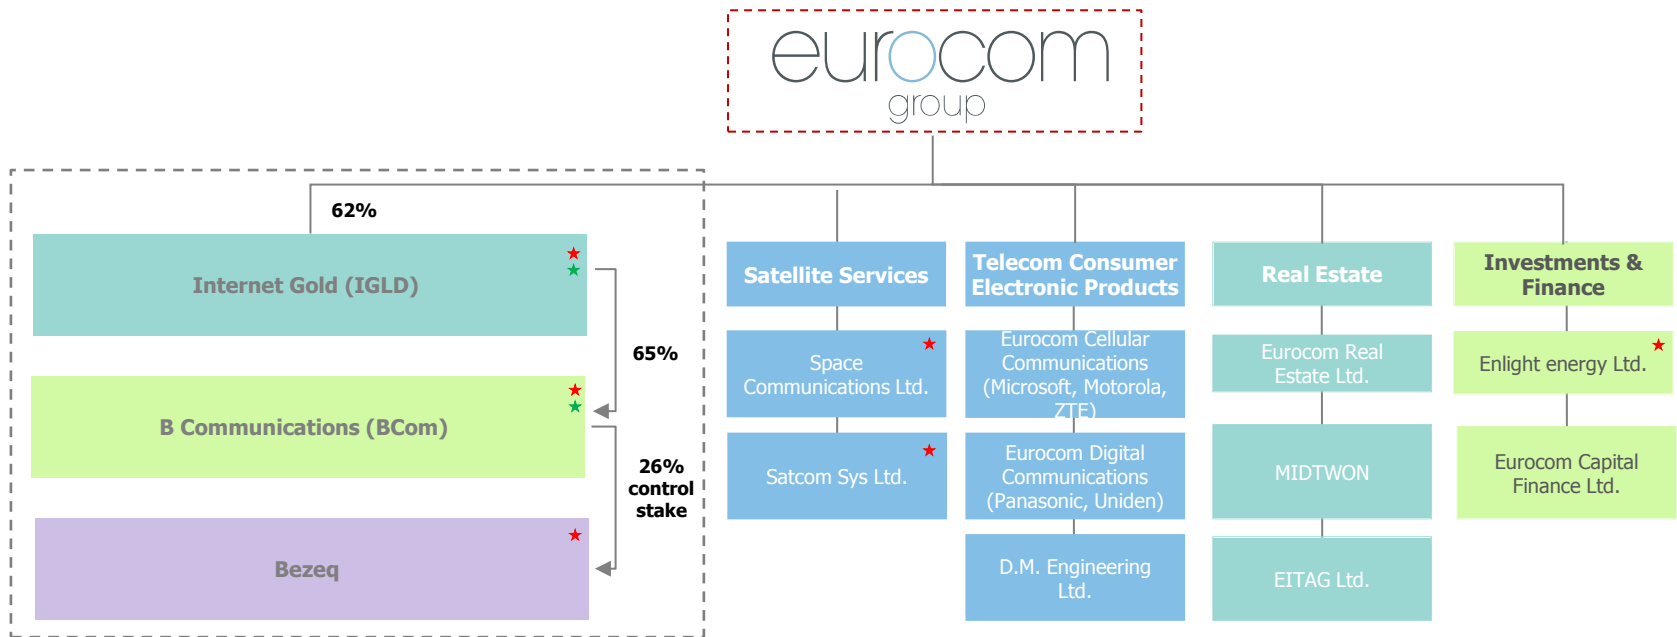 eurocom
group
62%
Internet Gold (IGLD)
65%
B Communications (BCom)
26%
control
stake
Bezeq
Satellite Services
Space
Communications Ltd.
Satcom Sys Ltd.
Telecom Consumer
Electronic Products
Eurocom Cellular
Communications
(Microsoft, Motorola,
ZTE)
Eurocom Digital
Communications
(Panasonic, Uniden)
D.M. Engineering
Ltd.
Real Estate
Eurocom Real
Estate Ltd.
MIDTWON
EITAG Ltd.
Investments &
Finance
Enlight energy Ltd.
Eurocom Capital
Finance Ltd.